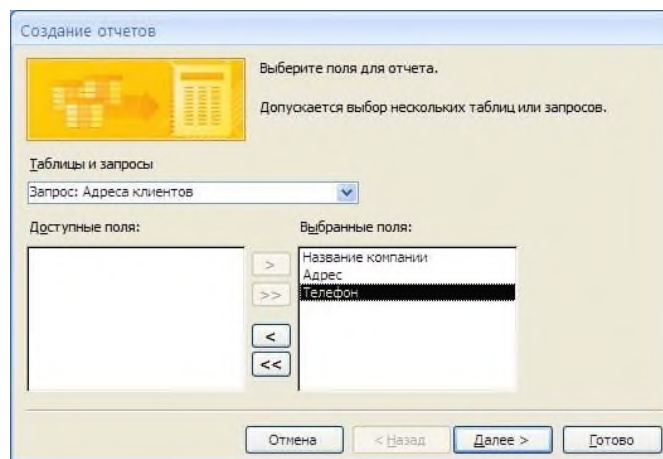 Создание отчетов
Выберите поля для отчета.
Допускается выбор нескольких таблиц или запросов.
Таблицы и запросы
Запрос: Адреса клиентов
Доступные поля:
Выбранные поля:
Название компании
Адрес
Телефон
>
>>
<
<<
Отмена
< Назад
Далее >
Готово